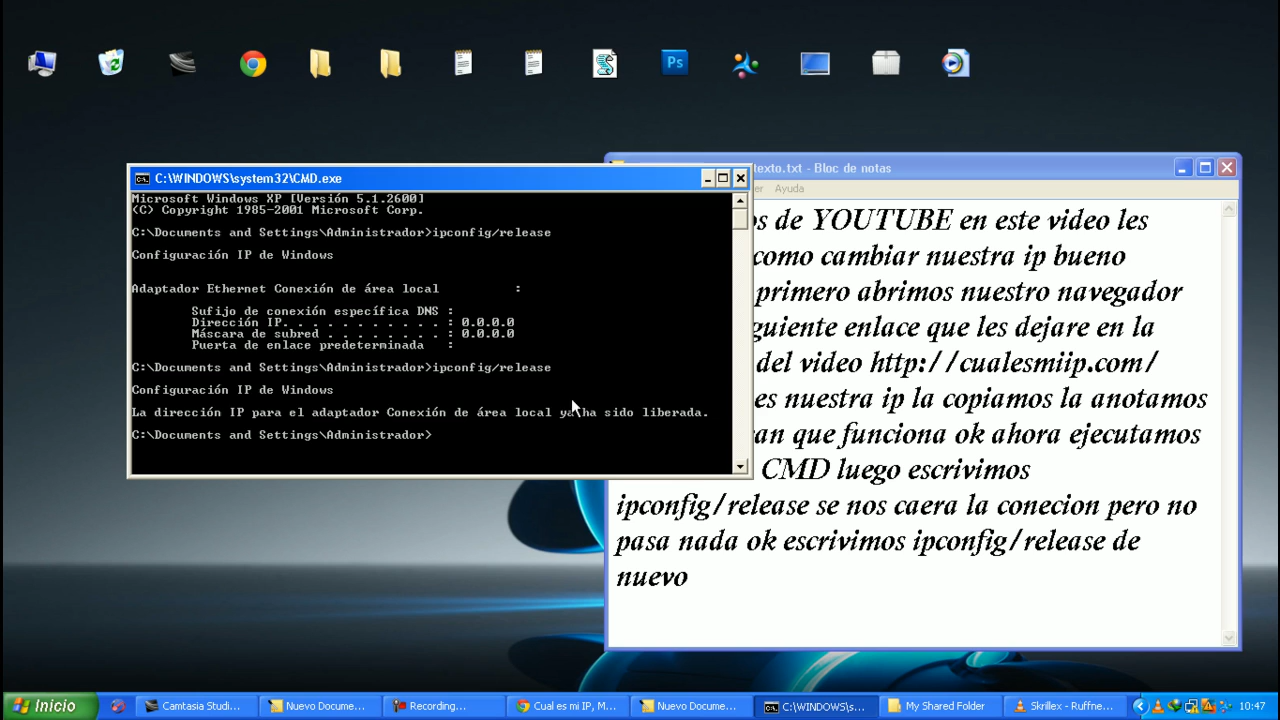 Ps
C:\WINDOWS\system32\CMD.exe
Microsoft Windows XP [Versión 5.1.2600]
(C) Copyright 1985-2001 Microsoft Corp.
C:\Documents and Settings\Administrador>ipconfig/release
Configuración IP de Windows
Adaptador Ethernet Conexión de área local :
Sufijo de conexión específica DNS :
Dirección IP. . . . . . . . . . . : 0.0.0.0
Máscara de subred . . . . . . . . : 0.0.0.0
Puerta de enlace predeterminada :
C:\Documents and Settings\Administrador>ipconfig/release
Configuración IP de Windows
La dirección IP para el adaptador Conexión de área local ya ha sido liberada.
C:\Documents and Settings\Administrador>
texto.txt - Bloc de notas
Ayuda
de YOUTUBE en este video les
como cambiar nuestra ip bueno
primero abrimos nuestro navegador
enlace que les dejare en la
del video http://cualesmiip.com/
es nuestra ip la copiamos la anotamos
que funciona ok ahora ejecutamos
CMD luego escrivimos
ipconfig/release se nos caera la conecion pero no
pasa nada ok escrivimos ipconfig/release de
nuevo
Inicio
Camtasia Studi...
Nuevo Docume...
Recording...
Cual es mi IP, M...
Nuevo Docume...
C:\WINDOWS\s...
My Shared Folder
Skrillex - Ruffne...
10:47